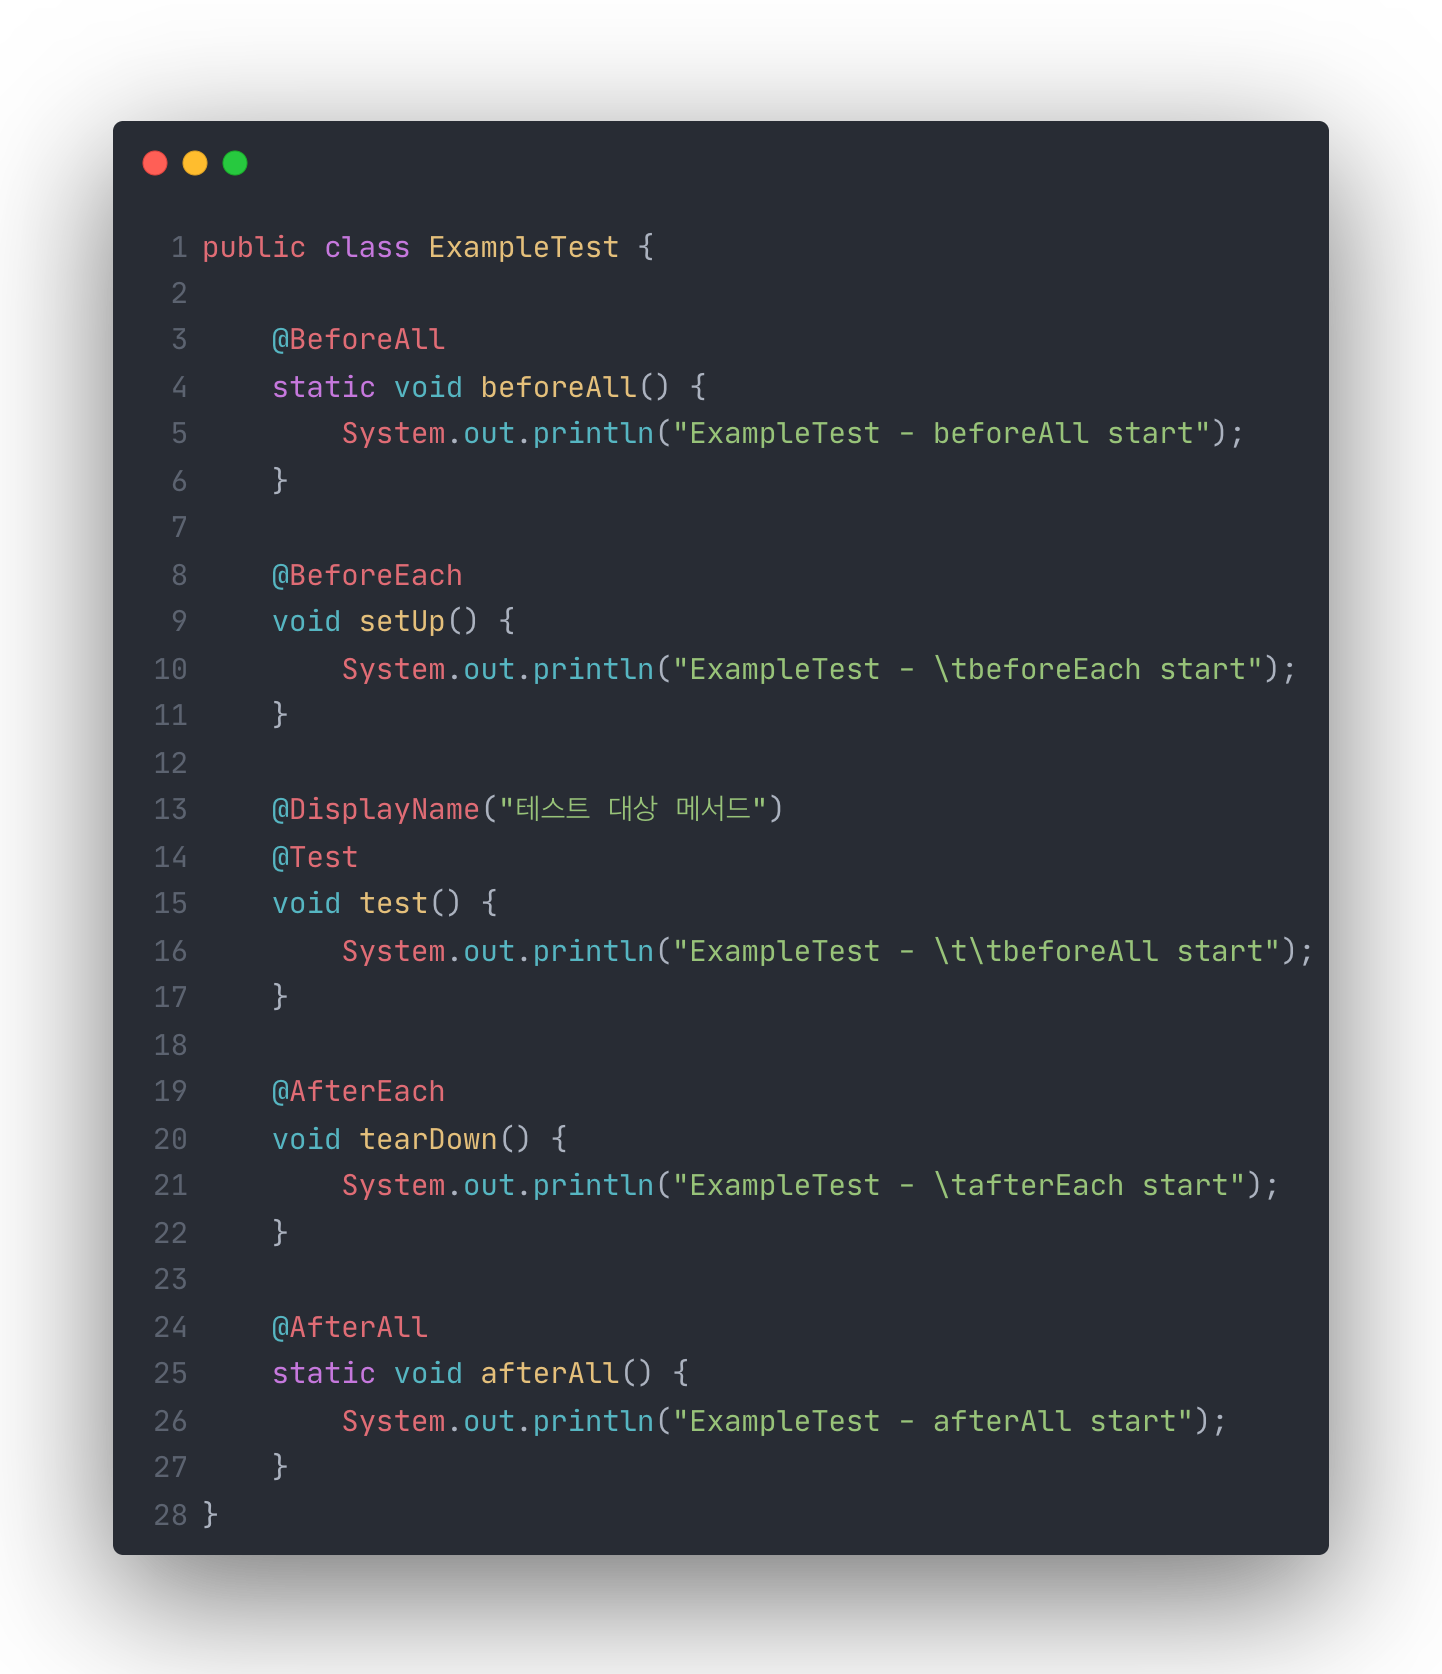 1 public class ExampleTest {
2
3     @BeforeAll
4     static void beforeAll() {
5         System.out.println("ExampleTest - beforeAll start");
6     }
7
8     @BeforeEach
9     void setUp() {
10         System.out.println("ExampleTest - \tbeforeEach start");
11     }
12
13     @DisplayName("테스트 대상 메서드")
14     @Test
15     void test() {
16         System.out.println("ExampleTest - \t\tbeforeAll start");
17     }
18
19     @AfterEach
20     void tearDown() {
21         System.out.println("ExampleTest - \tafterEach start");
22     }
23
24     @AfterAll
25     static void afterAll() {
26         System.out.println("ExampleTest - afterAll start");
27     }
28 }